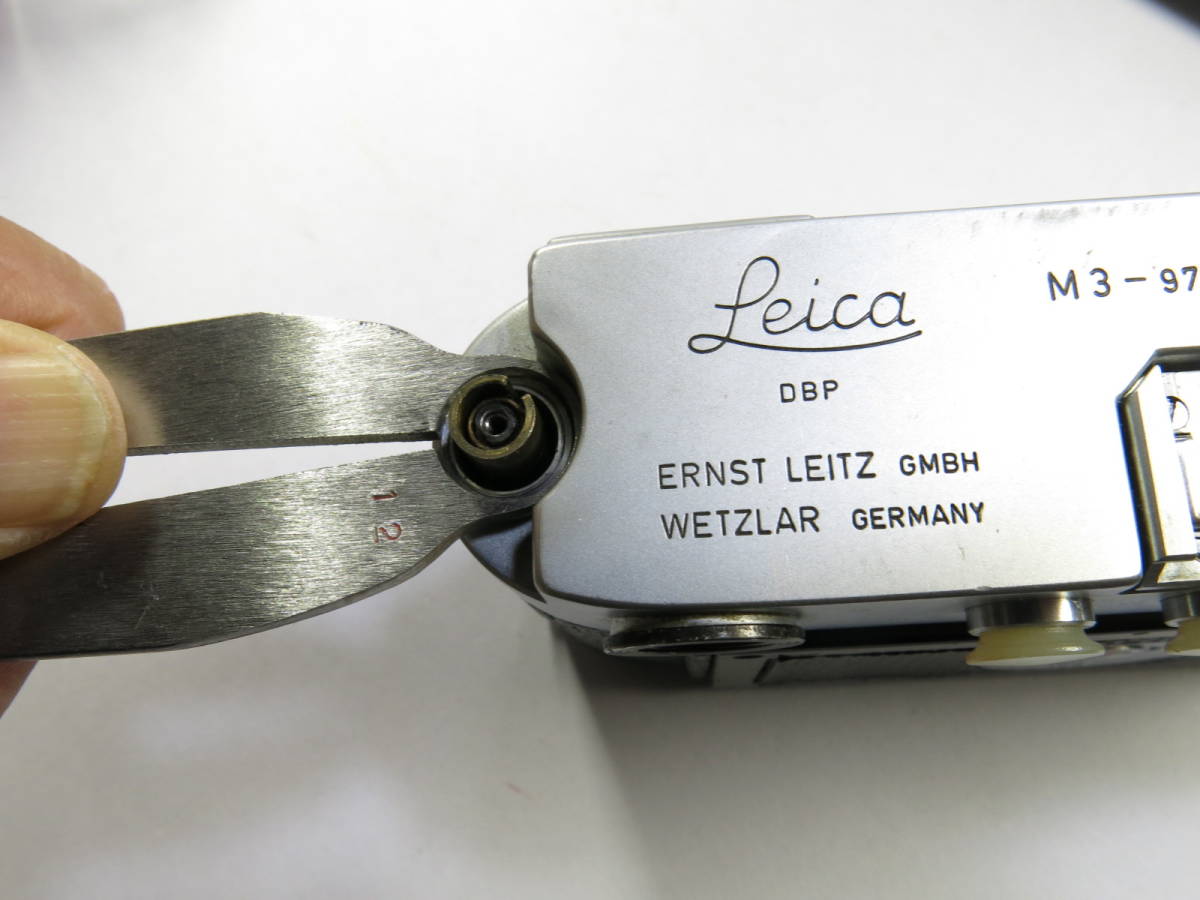 Leica
M3-97
DBP
ERNST LEITZ GMBH
WETZLAR GERMANY
12